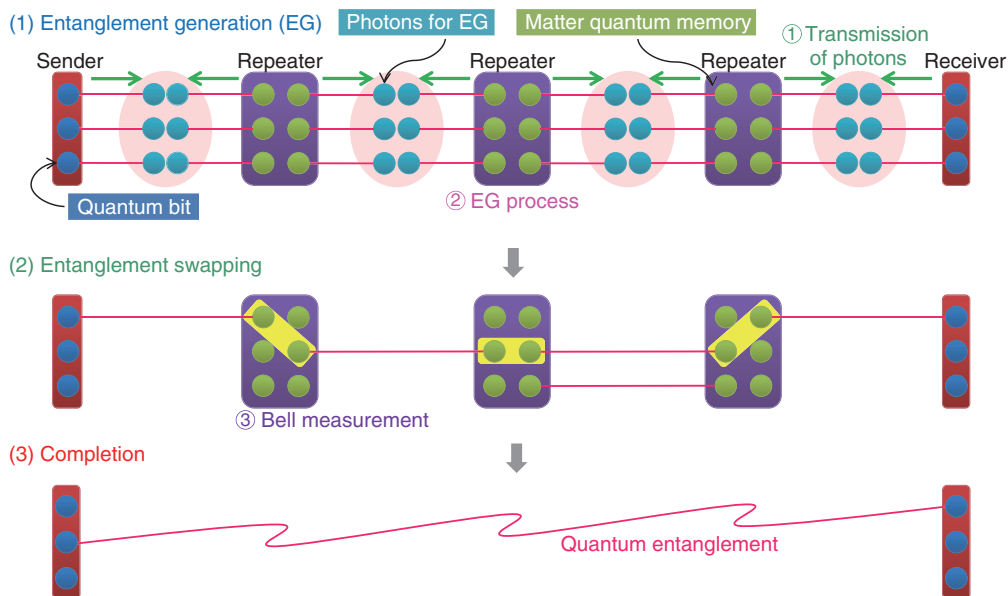 (1) Entanglement generation (EG)
Photons for EG
Matter quantum memory
① Transmission
of photons
Sender
Repeater
Repeater
Repeater
Receiver
Quantum bit
② EG process
(2) Entanglement swapping
③ Bell measurement
(3) Completion
Quantum entanglement